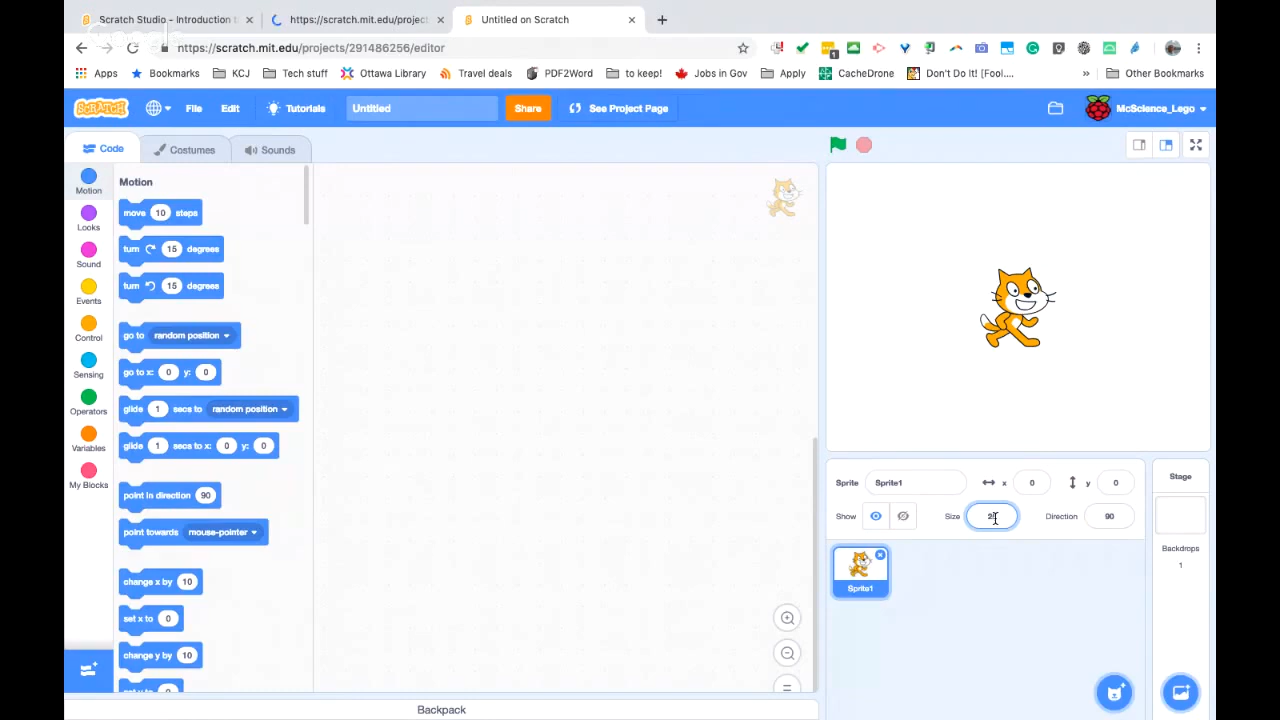 Scratch Studio - Introduction t
https://scratch.mit.edu/project
Untitled on Scratch
Google
https://scratch.mit.edu/projects/291486256/editor
Apps
Bookmarks
KCJ
Tech stuff
Ottawa Library
Travel deals
PDF2Word
to keep!
Jobs in Gov
Apply
CacheDrone
Don't Do It! [Fool....
»
Other Bookmarks
SCRATCH
File
Edit
Tutorials
Untitled
Share
See Project Page
McScience_Lego
Code
Costumes
Sounds
Motion
Looks
Sound
Events
Control
Sensing
Operators
Variables
My Blocks
Motion
move 10 steps
turn 15 degrees
turn 15 degrees
go to random position
go to x: 0 y: 0
glide 1 secs to random position
glide 1 secs to x: 0 y: 0
point in direction 90
point towards mouse-pointer
change x by 10
set x to 0
change y by 10
Backpack
Sprite Sprite1 x 0 y 0
Show Size Direction 90
Sprite1
Stage
Backdrops
1